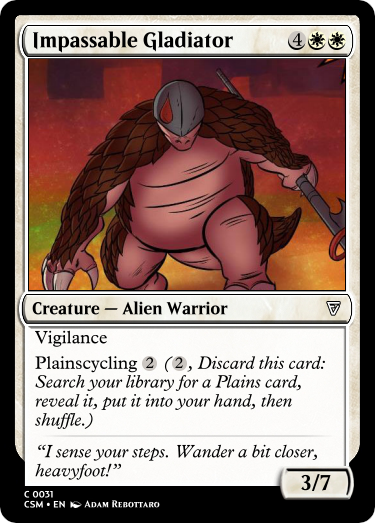 Impassable Gladiator 4
Creature — Alien Warrior
Vigilance
Plainscycling 2 (2, Discard this card:
Search your library for a Plains card,
reveal it, put it into your hand, then
shuffle.)
“I sense your steps. Wander a bit closer,
heavyfoot!”
3/7
C 0031
CSM • EN Adam Rebottaro